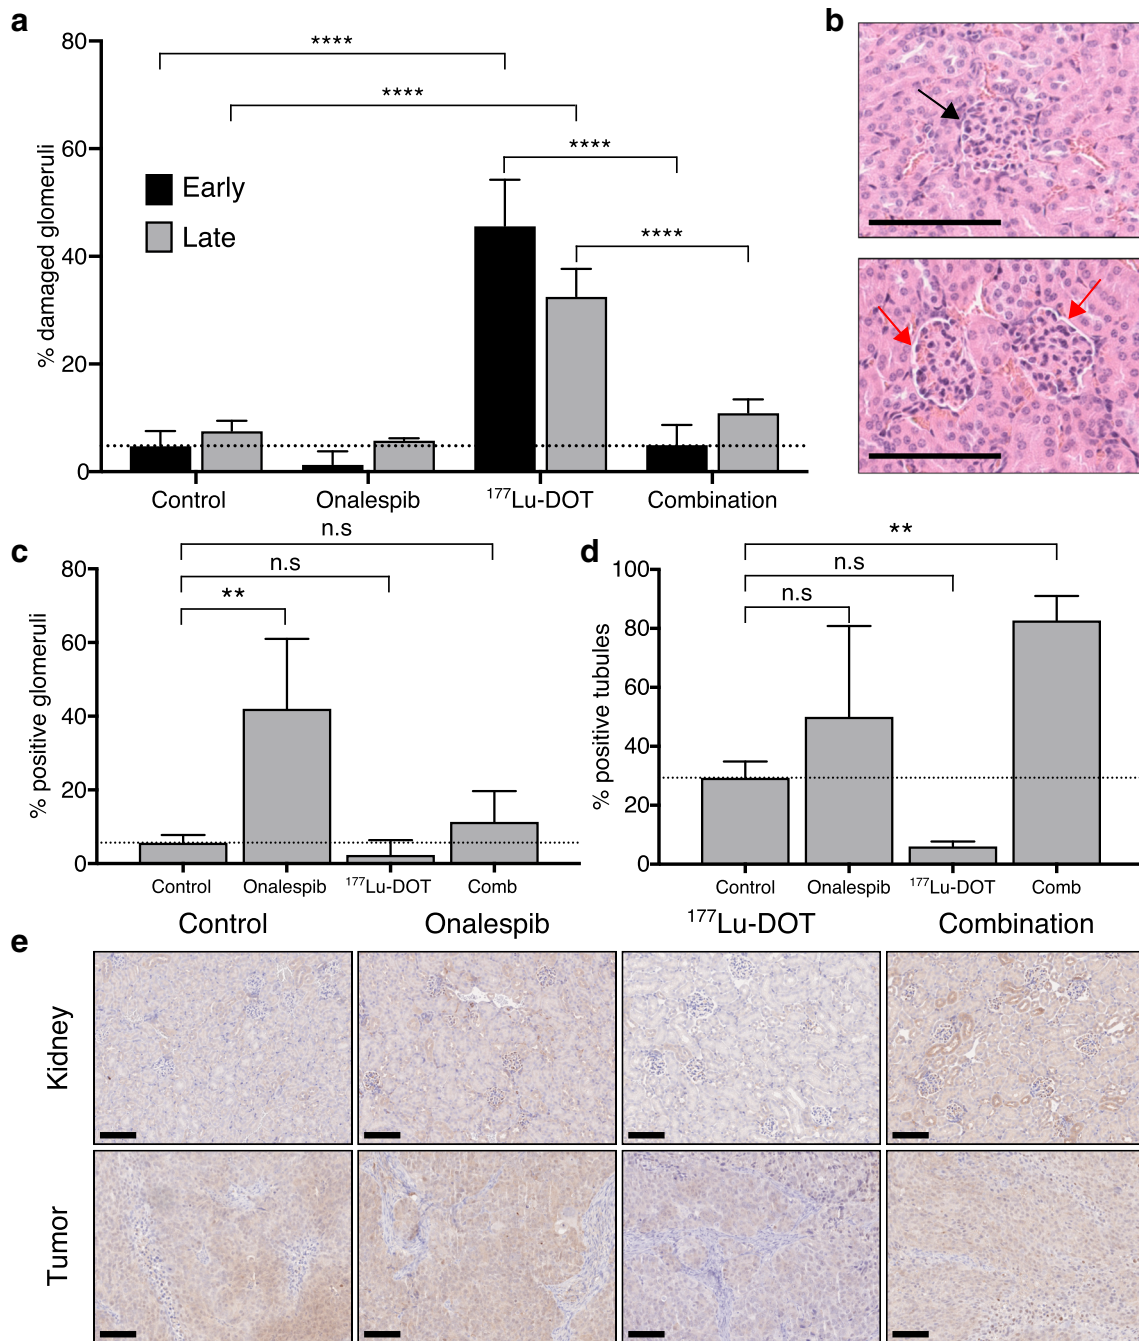 a
b
80
60
40
20
0
% damaged glomeruli
****
****
****
****
Early
Late
Control
Onalespib
¹⁷⁷Lu-DOT
Combination
c
80
60
40
20
0
% positive glomeruli
n.s
n.s
**
Control
Onalespib
¹⁷⁷Lu-DOT
Comb
d
100
80
60
40
20
0
% positive tubules
**
n.s
n.s
Control
Onalespib
¹⁷⁷Lu-DOT
Comb
e
Control
Onalespib
¹⁷⁷Lu-DOT
Combination
Kidney
Tumor